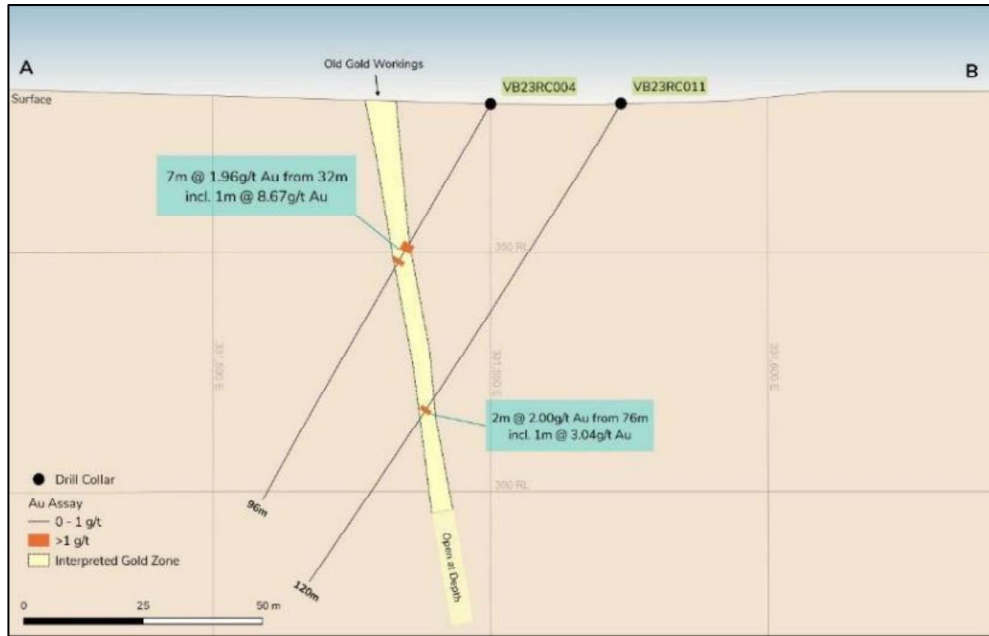 A
B
Old Gold Workings
Surface
VB23RC004
VB23RC011
7m @ 1.96g/t Au from 32m
incl. 1m @ 8.67g/t Au
350 RL
2m @ 2.00g/t Au from 76m
incl. 1m @ 3.04g/t Au
300 RL
96m
120m
Open at Depth
Drill Collar
Au Assay
0 - 1 g/t
>1 g/t
Interpreted Gold Zone
0
25
50 m